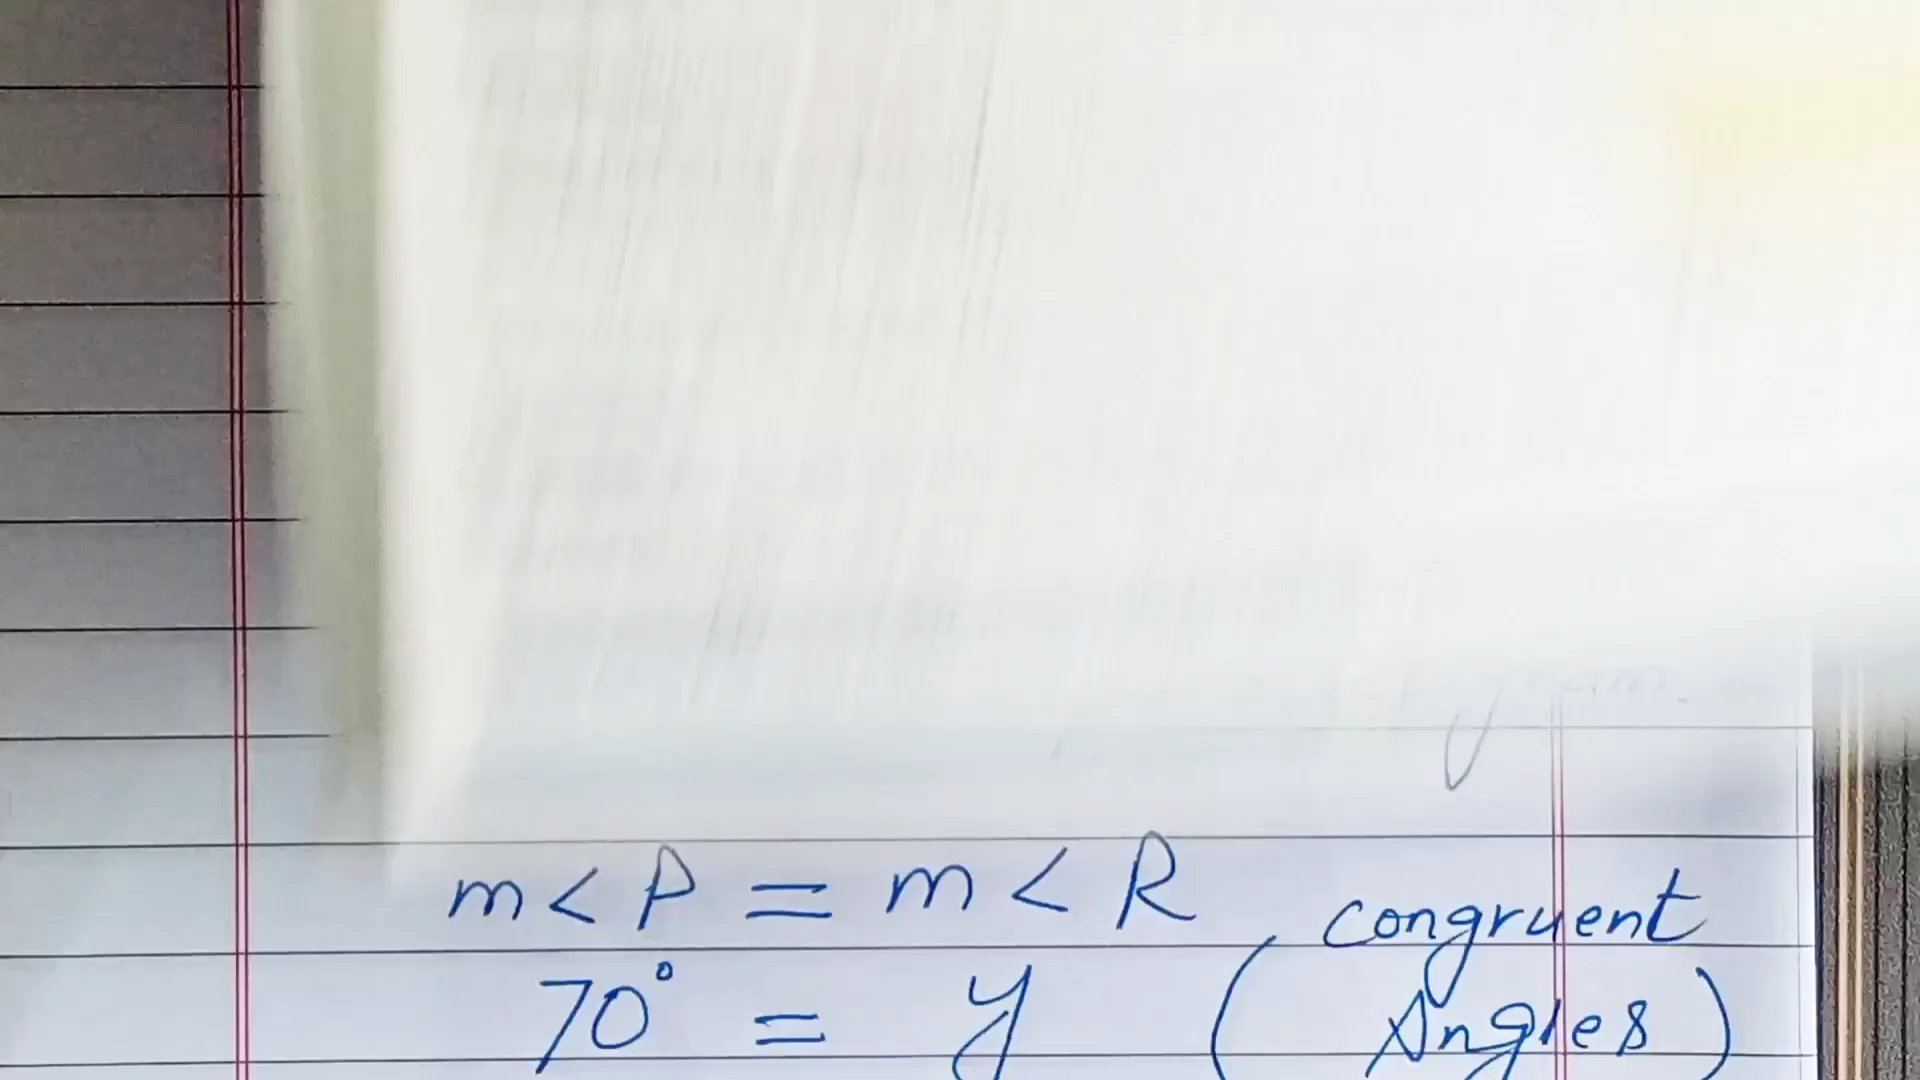 m<P = m<R
70° = y (congruent
Angles)